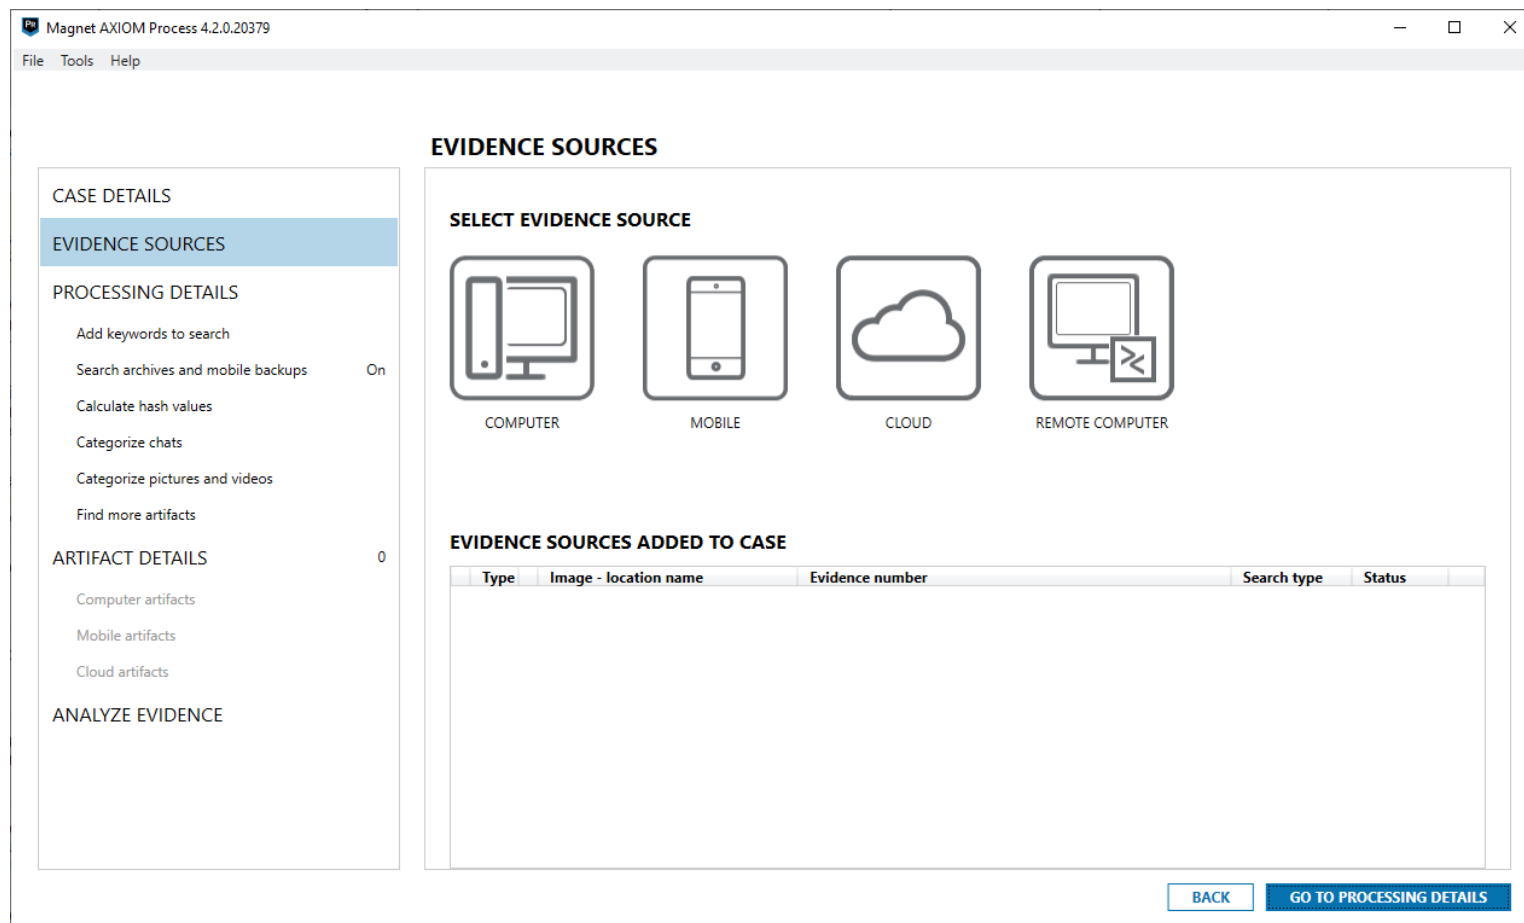 Magnet AXIOM Process 4.2.0.20379
File Tools Help
EVIDENCE SOURCES
CASE DETAILS
EVIDENCE SOURCES
PROCESSING DETAILS
Add keywords to search
Search archives and mobile backups On
Calculate hash values
Categorize chats
Categorize pictures and videos
Find more artifacts
ARTIFACT DETAILS 0
Computer artifacts
Mobile artifacts
Cloud artifacts
ANALYZE EVIDENCE
SELECT EVIDENCE SOURCE
COMPUTER MOBILE CLOUD REMOTE COMPUTER
EVIDENCE SOURCES ADDED TO CASE
Type Image - location name Evidence number Search type Status
BACK GO TO PROCESSING DETAILS